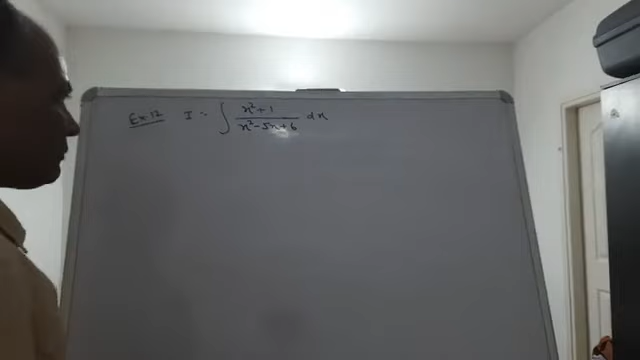 Ex 12 I = ∫ x²+1 / x²-5x+6 dx